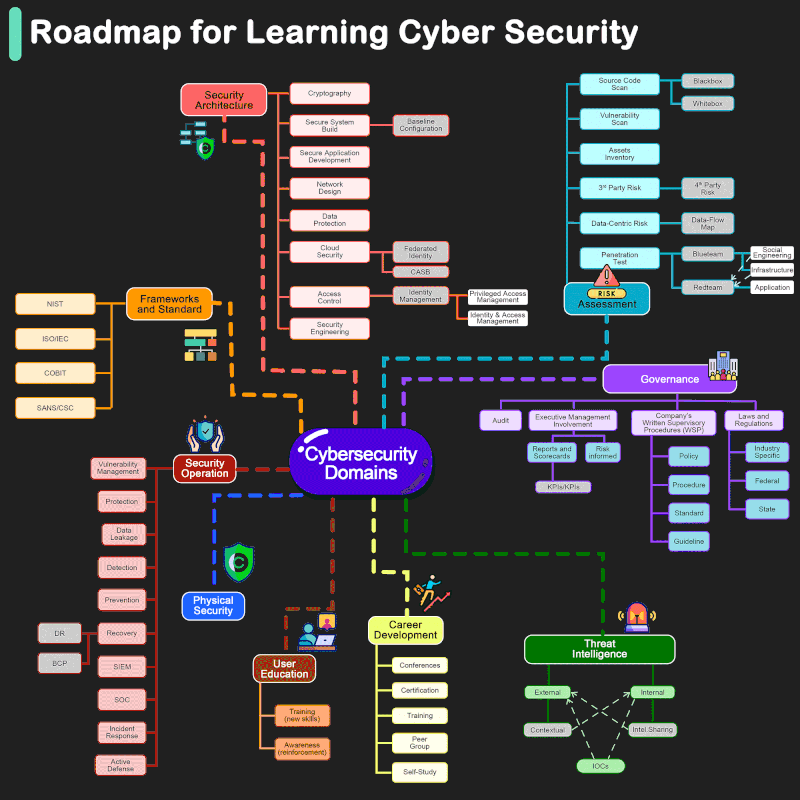 Roadmap for Learning Cyber Security
Security
Architecture
Cryptography
Secure System
Build
Baseline
Configuration
Secure Application
Development
Network
Design
Data
Protection
Cloud
Security
Federated
Identity
CASB
Access
Control
Identity
Management
Privileged Access
Management
Identity & Access
Management
Security
Engineering
Source Code
Scan
Blackbox
Whitebox
Vulnerability
Scan
Assets
Inventory
3rd Party Risk
4th Party
Risk
Data-Centric Risk
Data-Flow
Map
Penetration
Test
Blueteam
Redteam
Social
Engineering
Infrastructure
Application
RISK
Assessment
Frameworks
and Standard
NIST
ISO/IEC
COBIT
SANS/CSC
Governance
Audit
Executive Management
Involvement
Reports and
Scorecards
Risk
informed
KPIs/KPIs
Company's
Written Supervisory
Procedures (WSP)
Policy
Procedure
Standard
Guideline
Laws and
Regulations
Industry
Specific
Federal
State
Cybersecurity
Domains
Security
Operation
Vulnerability
Management
Protection
Data
Leakage
Detection
Prevention
Recovery
DR
BCP
SIEM
SOC
Incident
Response
Active
Defense
Physical
Security
User
Education
Training
(new skills)
Awareness
(reinforcement)
Career
Development
Conferences
Certification
Training
Peer
Group
Self-Study
Threat
Intelligence
External
Internal
Contextual
Intel.Sharing
IOCs